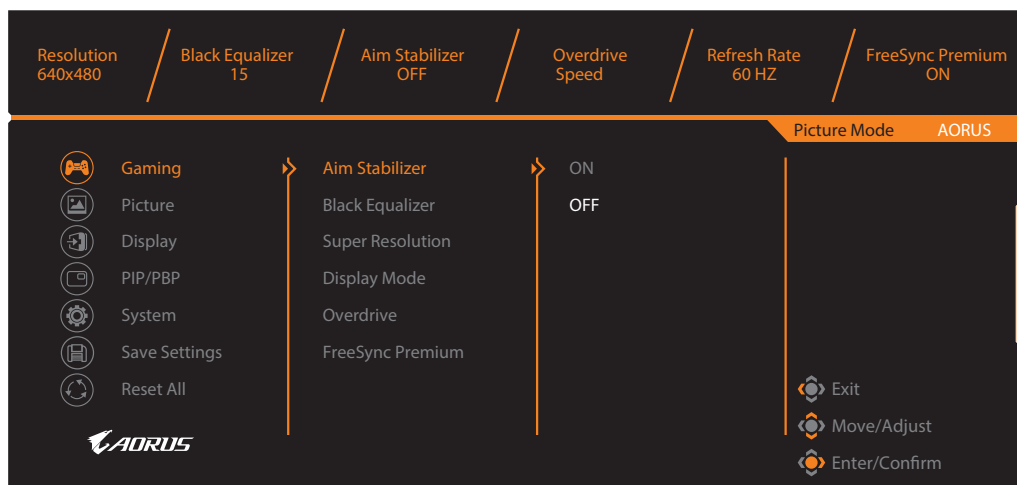 Resolution Black Equalizer Aim Stabilizer Overdrive Refresh Rate FreeSync Premium
640x480 15 OFF Speed 60 HZ ON
Picture Mode AORUS
Gaming Aim Stabilizer ON
Picture Black Equalizer OFF
Display Super Resolution
PIP/PBP Display Mode
System Overdrive
Save Settings FreeSync Premium
Reset All Exit
AORUS Move/Adjust
Enter/Confirm